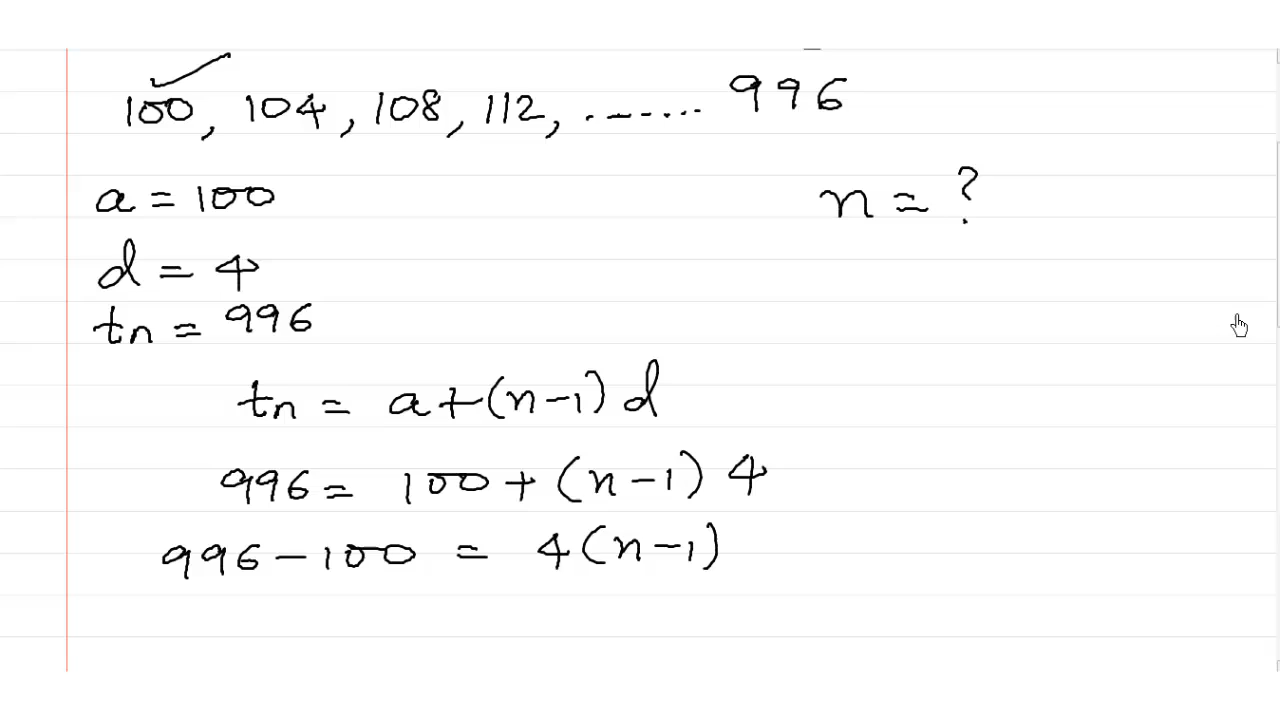 100, 104, 108, 112, ....... 996
a = 100
n = ?
d = 4
tn = 996
tn = a+(n-1) d
996 = 100 + (n-1) 4
996 - 100 = 4(n-1)